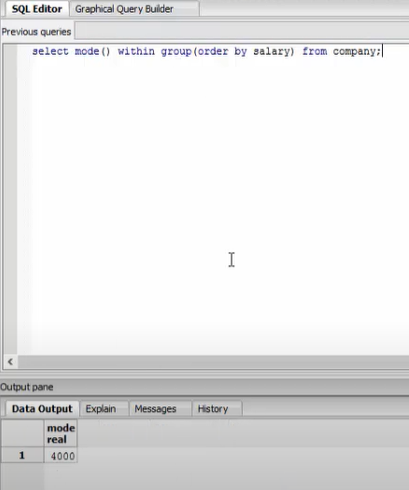 SQL Editor Graphical Query Builder
Previous queries
select mode() within group(order by salary) from company;
Output pane
Data Output Explain Messages History
mode
real
1 4000